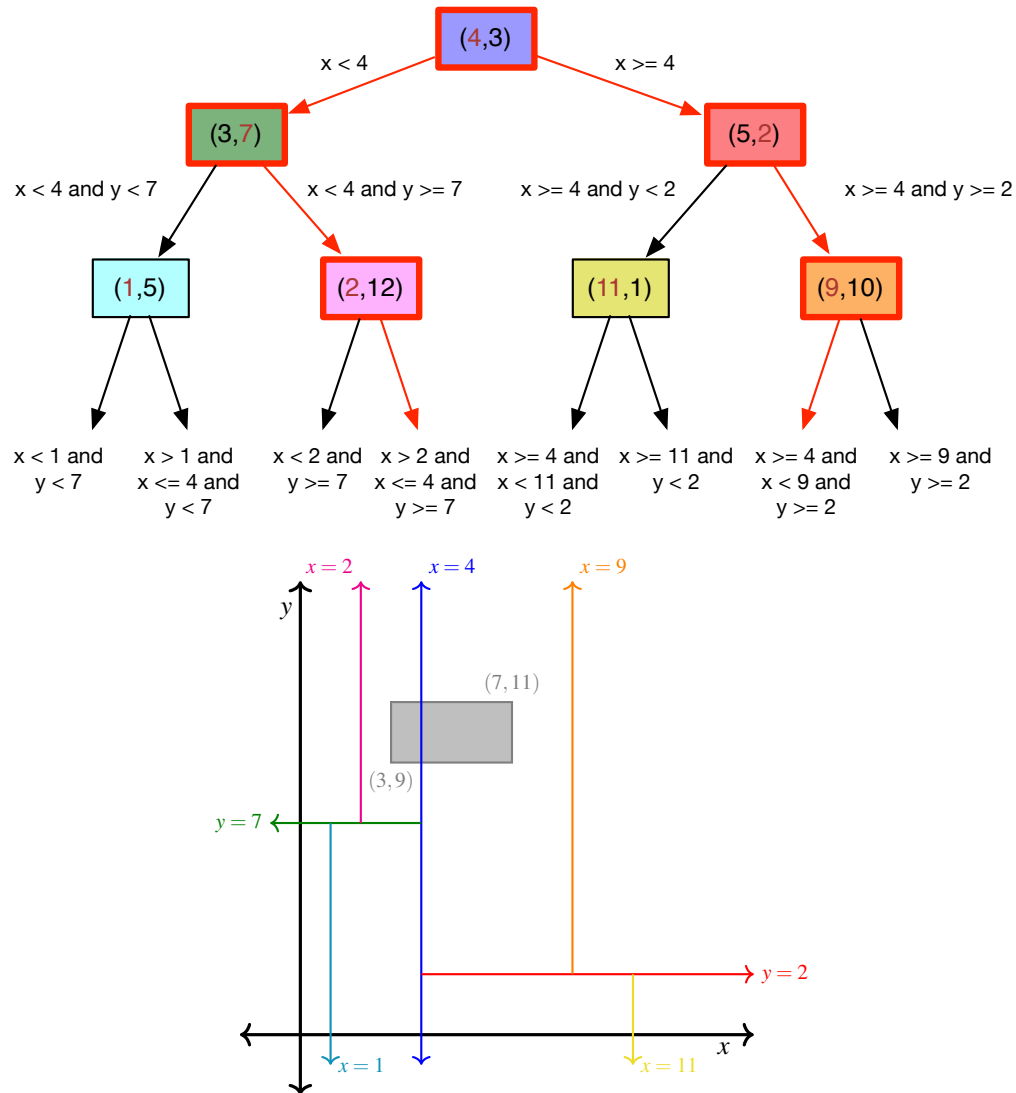 (4,3)
x < 4
x >= 4
(3,7)
(5,2)
x < 4 and y < 7
x < 4 and y >= 7
x >= 4 and y < 2
x >= 4 and y >= 2
(1,5)
(2,12)
(11,1)
(9,10)
x < 1 and
y < 7
x > 1 and
x <= 4 and
y < 7
x < 2 and
y >= 7
x > 2 and
x <= 4 and
y >= 7
x >= 4 and
x < 11 and
y < 2
x >= 11 and
y < 2
x >= 4 and
x < 9 and
y >= 2
x >= 9 and
y >= 2
x = 2
x = 4
x = 9
y
(7,11)
(3,9)
y = 7
y = 2
x
x = 1
x = 11